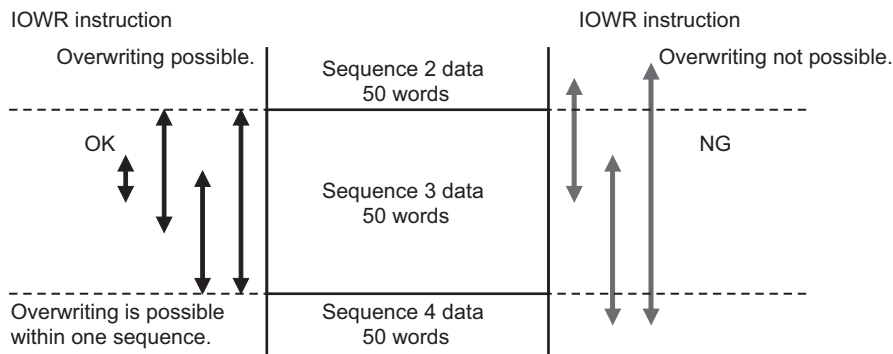 IOWR instruction
IOWR instruction
Overwriting possible.
Sequence 2 data
50 words
Overwriting not possible.
OK
NG
Sequence 3 data
50 words
Overwriting is possible
within one sequence.
Sequence 4 data
50 words